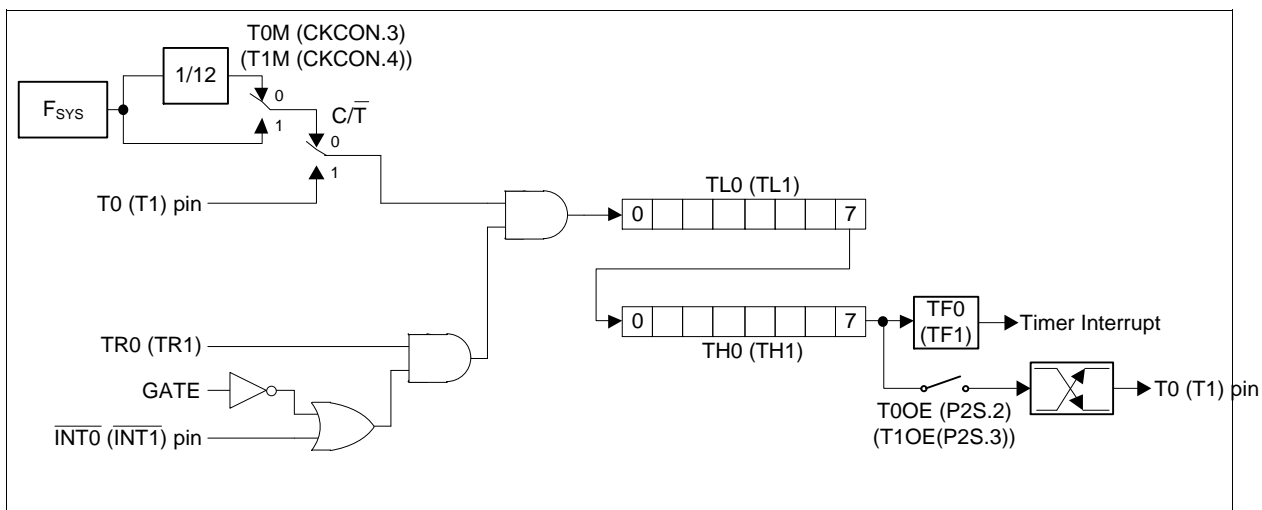 T0M (CKCON.3)
(T1M (CKCON.4))
1/12
FSYS
0
1
C/T
0
1
T0 (T1) pin
TL0 (TL1)
0 7
0 7
TH0 (TH1)
TF0
(TF1)
Timer Interrupt
TR0 (TR1)
GATE
INT0 (INT1) pin
T0OE (P2S.2)
(T1OE(P2S.3))
T0 (T1) pin